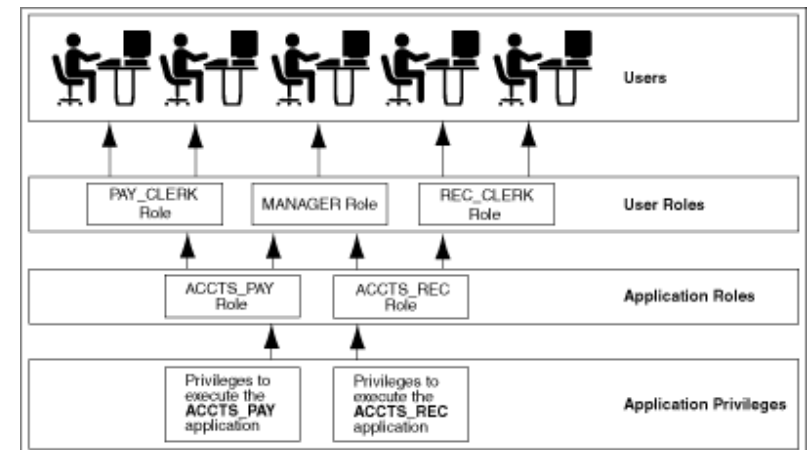 Users
PAY_CLERK
Role
MANAGER Role
REC_CLERK
Role
User Roles
ACCTS_PAY
Role
ACCTS_REC
Role
Application Roles
Privileges to
execute the
ACCTS_PAY
application
Privileges to
execute the
ACCTS_REC
application
Application Privileges